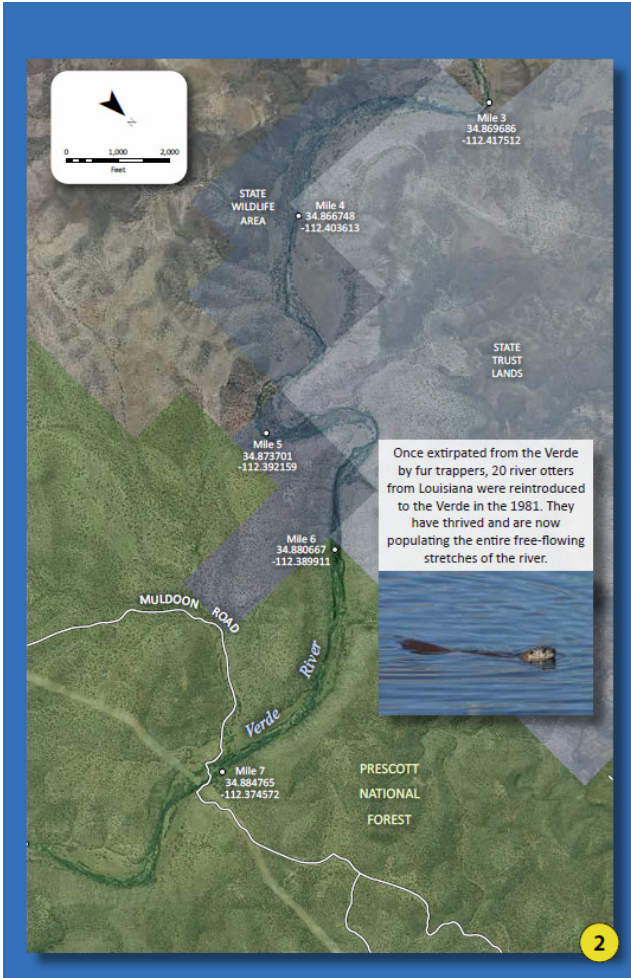 N
0 1,000 2,000
Feet
Mile 3
34.869686
-112.417512
STATE
WILDLIFE
AREA
Mile 4
34.866748
-112.403613
STATE
TRUST
LANDS
Mile 5
34.873701
-112.392159
Once extirpated from the Verde
by fur trappers, 20 river otters
from Louisiana were reintroduced
to the Verde in the 1981. They
have thrived and are now
populating the entire free-flowing
stretches of the river.
Mile 6
34.880667
-112.389911
MULDOON ROAD
Verde River
Mile 7
34.884765
-112.374572
PRESCOTT
NATIONAL
FOREST
2